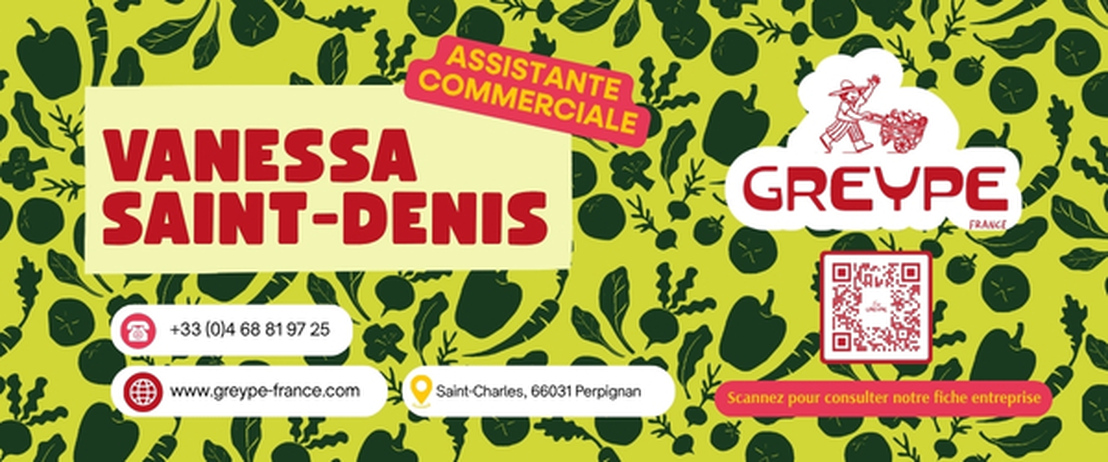 ASSISTANTE
COMMERCIALE
VANESSA
SAINT-DENIS
GREYPE
FRANCE
+33 (0)4 68 81 97 25
www.greype-france.com
Saint-Charles, 66031 Perpignan
Scannez pour consulter notre fiche entreprise